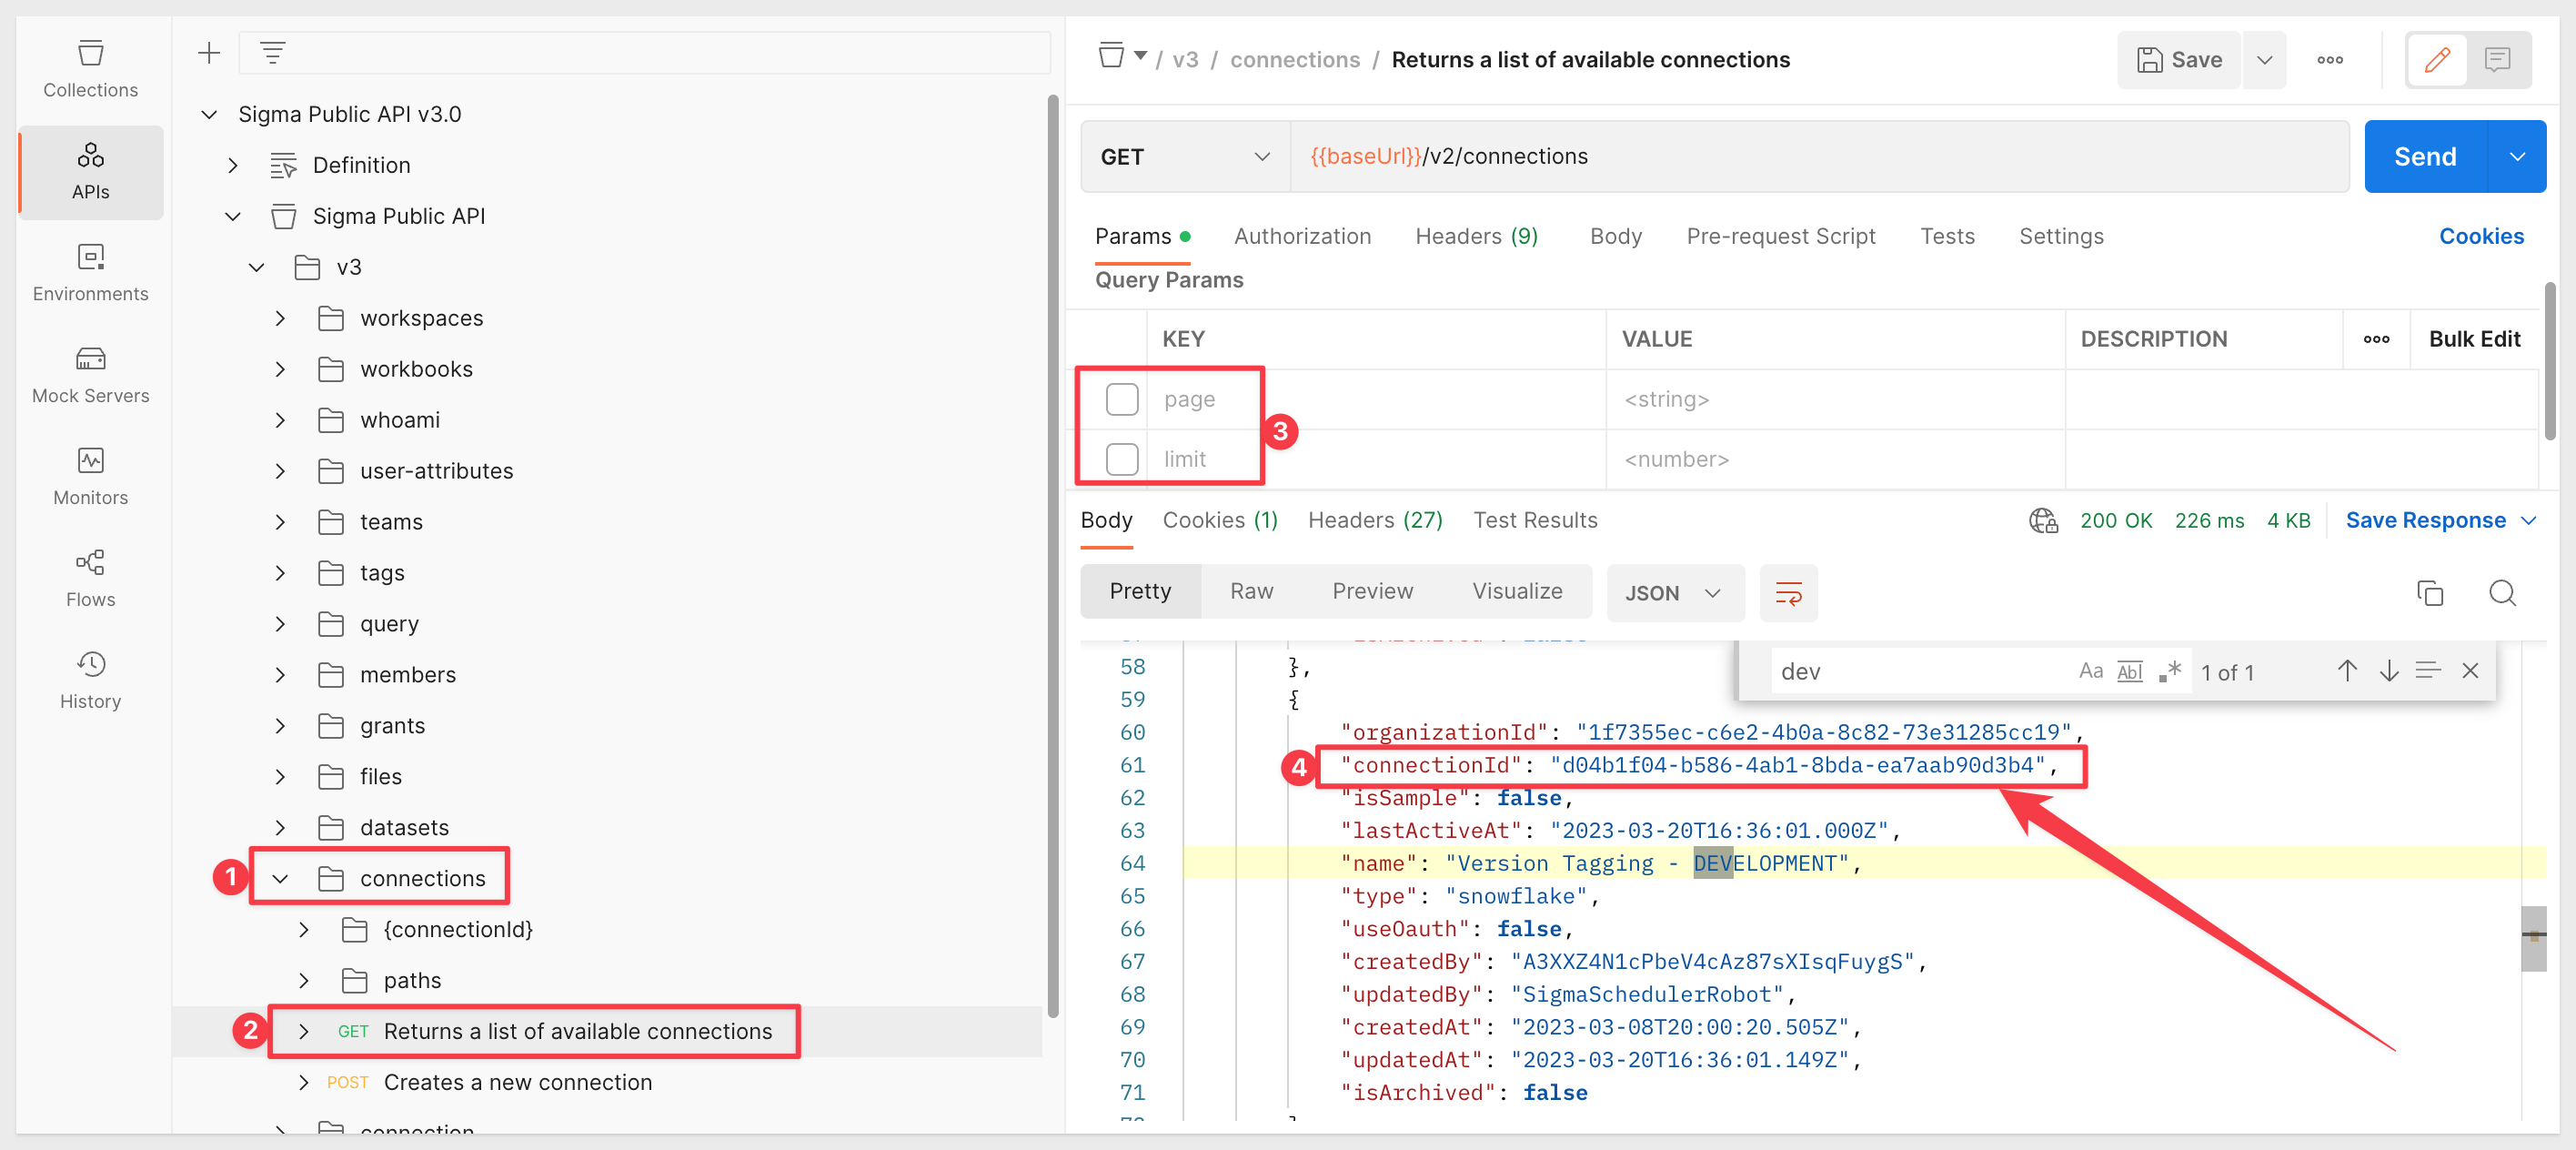 Collections
APIs
Environments
Mock Servers
Monitors
Flows
History
Sigma Public API v3.0
Definition
Sigma Public API
v3
workspaces
workbooks
whoami
user-attributes
teams
tags
query
members
grants
files
datasets
1 connections
{connectionId}
paths
2 GET Returns a list of available connections
POST Creates a new connection
connection
/ v3 / connections / Returns a list of available connections
Save
GET {{baseUrl}}/v2/connections Send
Params Authorization Headers (9) Body Pre-request Script Tests Settings Cookies
Query Params
KEY VALUE DESCRIPTION Bulk Edit
page <string>
3
limit <number>
Body Cookies (1) Headers (27) Test Results 200 OK 226 ms 4 KB Save Response
Pretty Raw Preview Visualize JSON
dev Aa Abl .* 1 of 1
58 },
59 {
60 "organizationId": "1f7355ec-c6e2-4b0a-8c82-73e31285cc19",
4 61 "connectionId": "d04b1f04-b586-4ab1-8bda-ea7aab90d3b4",
62 "isSample": false,
63 "lastActiveAt": "2023-03-20T16:36:01.000Z",
64 "name": "Version Tagging - DEVELOPMENT",
65 "type": "snowflake",
66 "useOauth": false,
67 "createdBy": "A3XXZ4N1cPbeV4cAz87sXIsqFuygS",
68 "updatedBy": "SigmaSchedulerRobot",
69 "createdAt": "2023-03-08T20:00:20.505Z",
70 "updatedAt": "2023-03-20T16:36:01.149Z",
71 "isArchived": false